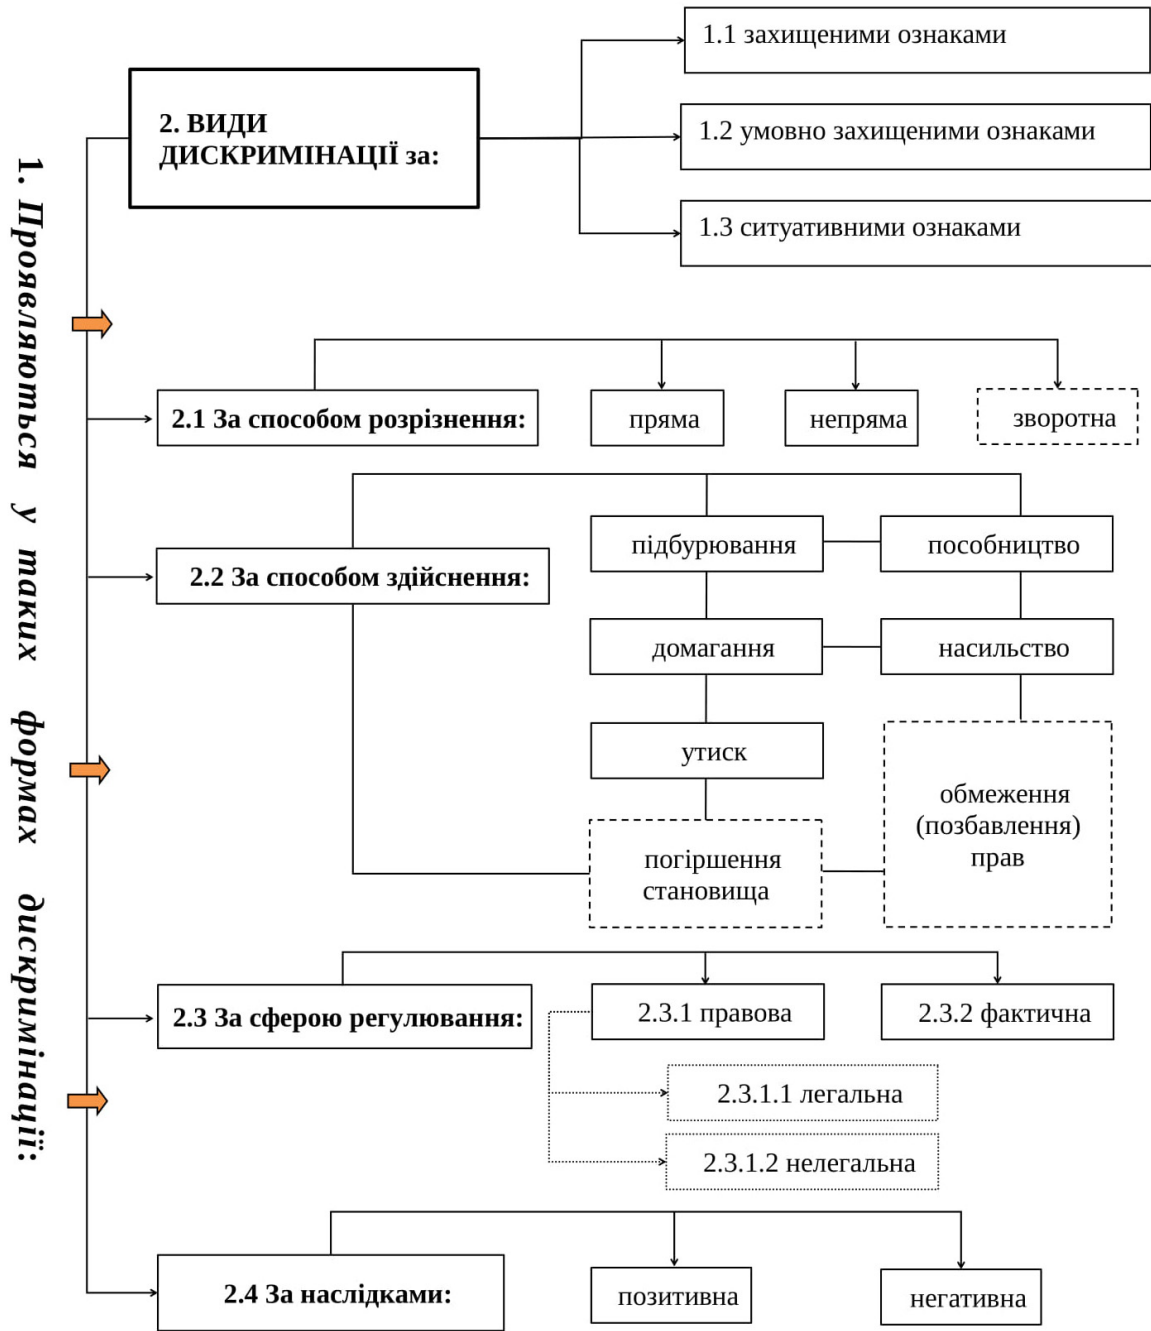 1. Проявляються у таких формах дискримінації:
2. ВИДИ
ДИСКРИМІНАЦІЇ за:
1.1 захищеними ознаками
1.2 умовно захищеними ознаками
1.3 ситуативними ознаками
2.1 За способом розрізнення:
пряма
непряма
зворотна
2.2 За способом здійснення:
підбурювання
пособництво
домагання
насильство
утиск
обмеження
(позбавлення)
прав
погіршення
становища
2.3 За сферою регулювання:
2.3.1 правова
2.3.2 фактична
2.3.1.1 легальна
2.3.1.2 нелегальна
2.4 За наслідками:
позитивна
негативна